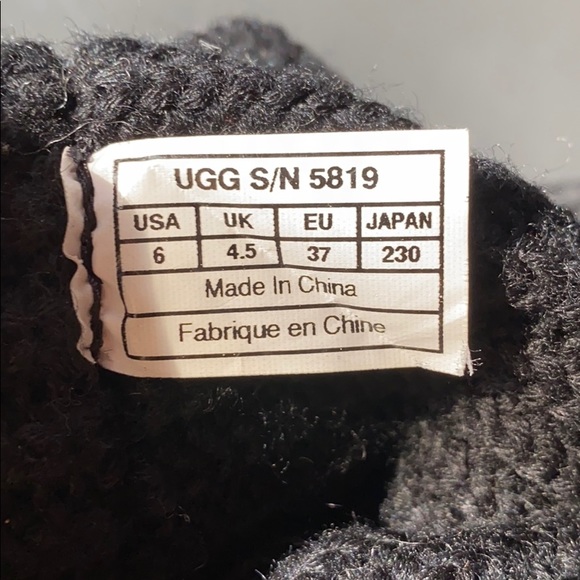 UGG S/N 5819
USA UK EU JAPAN
6 4.5 37 230
Made In China
Fabrique en Chine